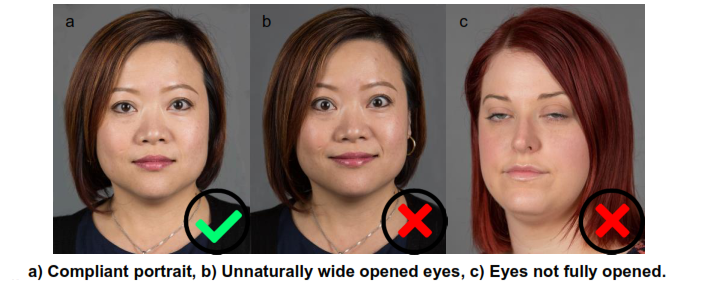 a b c
a) Compliant portrait, b) Unnaturally wide opened eyes, c) Eyes not fully opened.